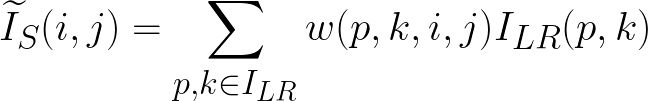 $\widetilde{I}_S(i,j) = \sum_{p,k \in I_{LR}} w(p,k,i,j) I_{LR}(p,k)$